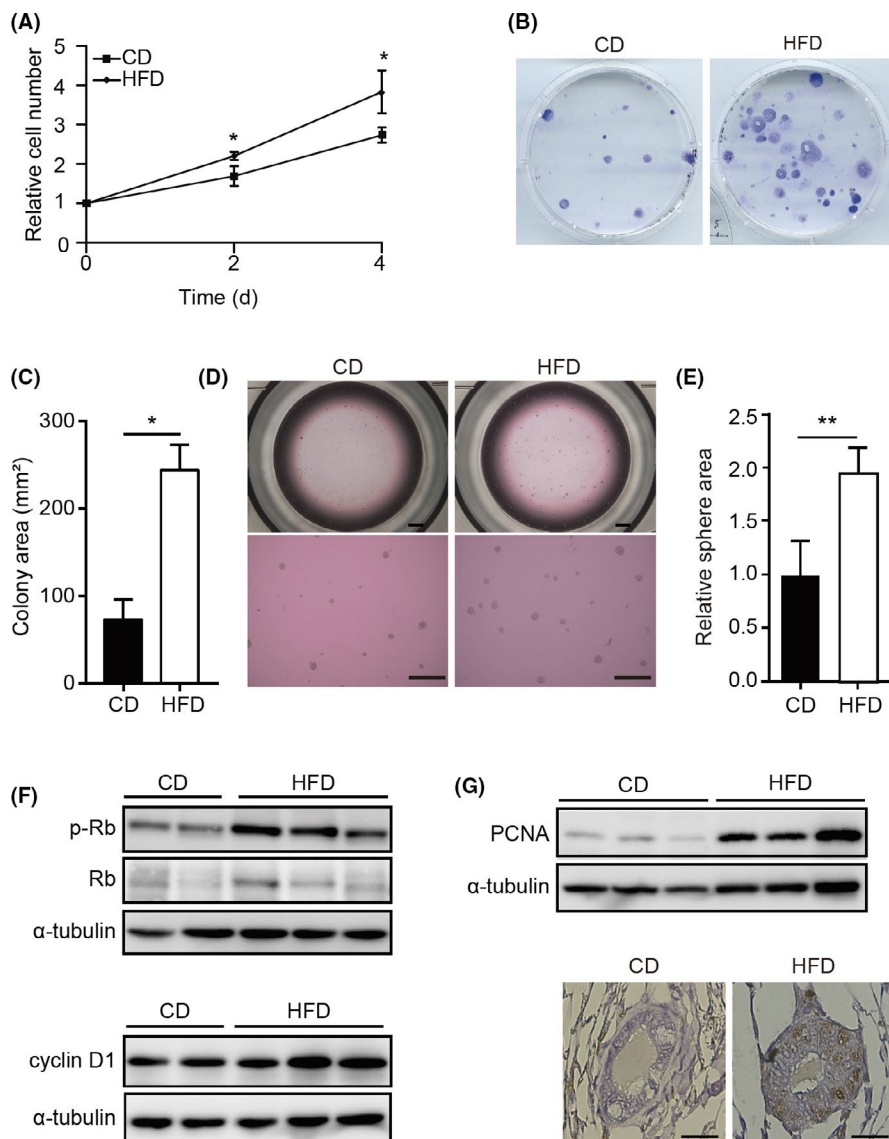 (A)
5
4
3
2
1
0
Relative cell number
CD
HFD
*
*
0
2
4
Time (d)
(B)
CD
HFD
5
(C)
300
200
100
0
Colony area (mm²)
*
CD
HFD
(D)
CD
HFD
(E)
2.5
2.0
1.5
1.0
0.5
0.0
Relative sphere area
**
CD
HFD
(F)
CD
HFD
p-Rb
Rb
α-tubulin
CD
HFD
cyclin D1
α-tubulin
(G)
CD
HFD
PCNA
α-tubulin
CD
HFD